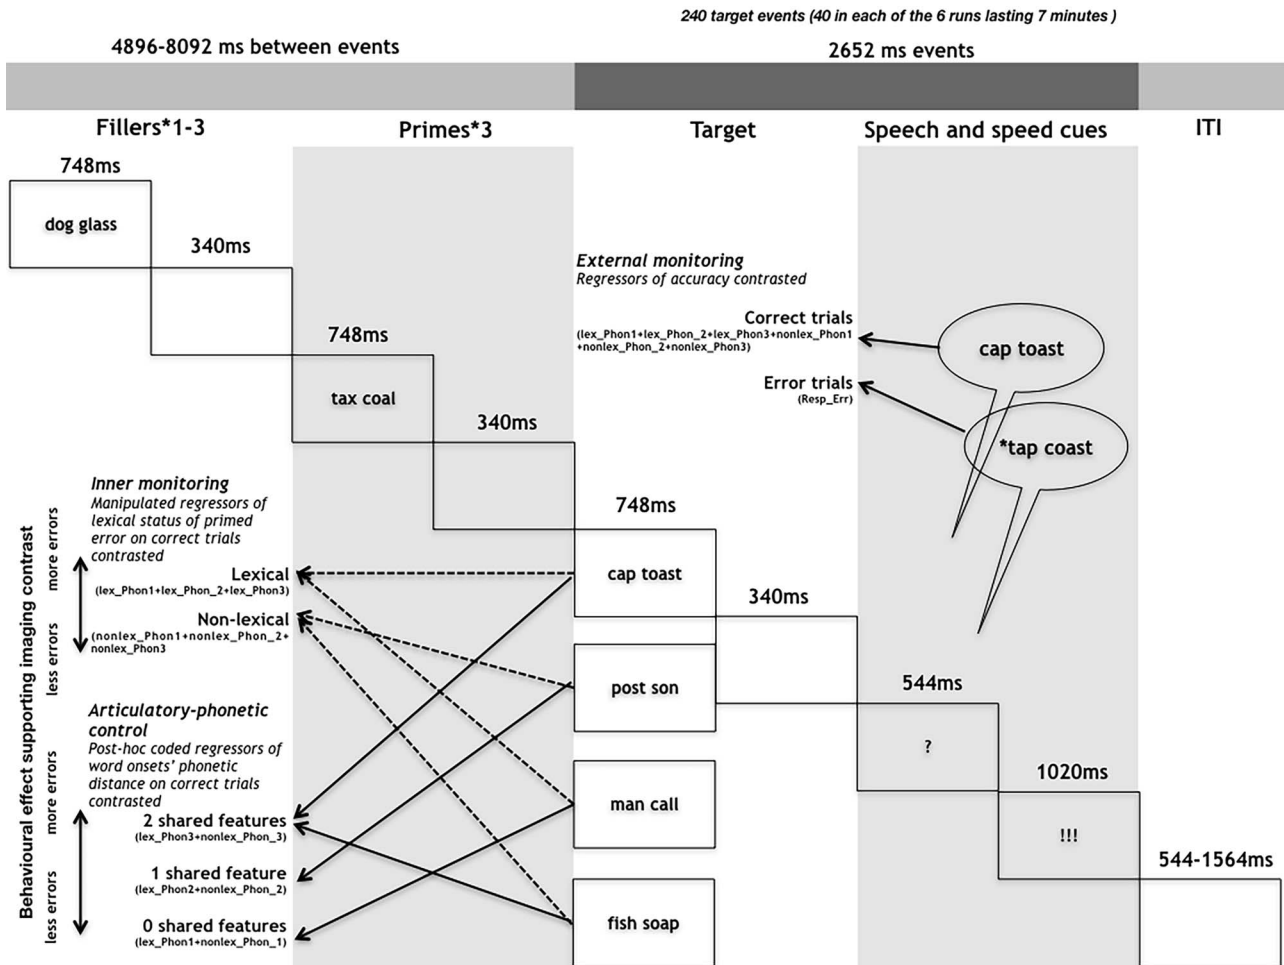 240 target events (40 in each of the 6 runs lasting 7 minutes )
4896-8092 ms between events
2652 ms events
Fillers*1-3
Primes*3
Target
Speech and speed cues
ITI
748ms
dog glass
340ms
748ms
tax coal
340ms
External monitoring
Regressors of accuracy contrasted
Correct trials
(lex_Phon1+lex_Phon_2+lex_Phon3+nonlex_Phon1
+nonlex_Phon_2+nonlex_Phon3)
Error trials
(Resp_Err)
cap toast
*tap coast
Behavioural effect supporting imaging contrast
more errors
less errors
Inner monitoring
Manipulated regressors of
lexical status of primed
error on correct trials
contrasted
Lexical
(lex_Phon1+lex_Phon_2+lex_Phon3)
Non-lexical
(nonlex_Phon1+nonlex_Phon_2+
nonlex_Phon3
more errors
less errors
Articulatory-phonetic
control
Post-hoc coded regressors of
word onsets' phonetic
distance on correct trials
contrasted
2 shared features
(lex_Phon3+nonlex_Phon_3)
1 shared feature
(lex_Phon2+nonlex_Phon_2)
0 shared features
(lex_Phon1+nonlex_Phon_1)
748ms
cap toast
340ms
post son
man call
fish soap
544ms
?
1020ms
!!!
544-1564ms